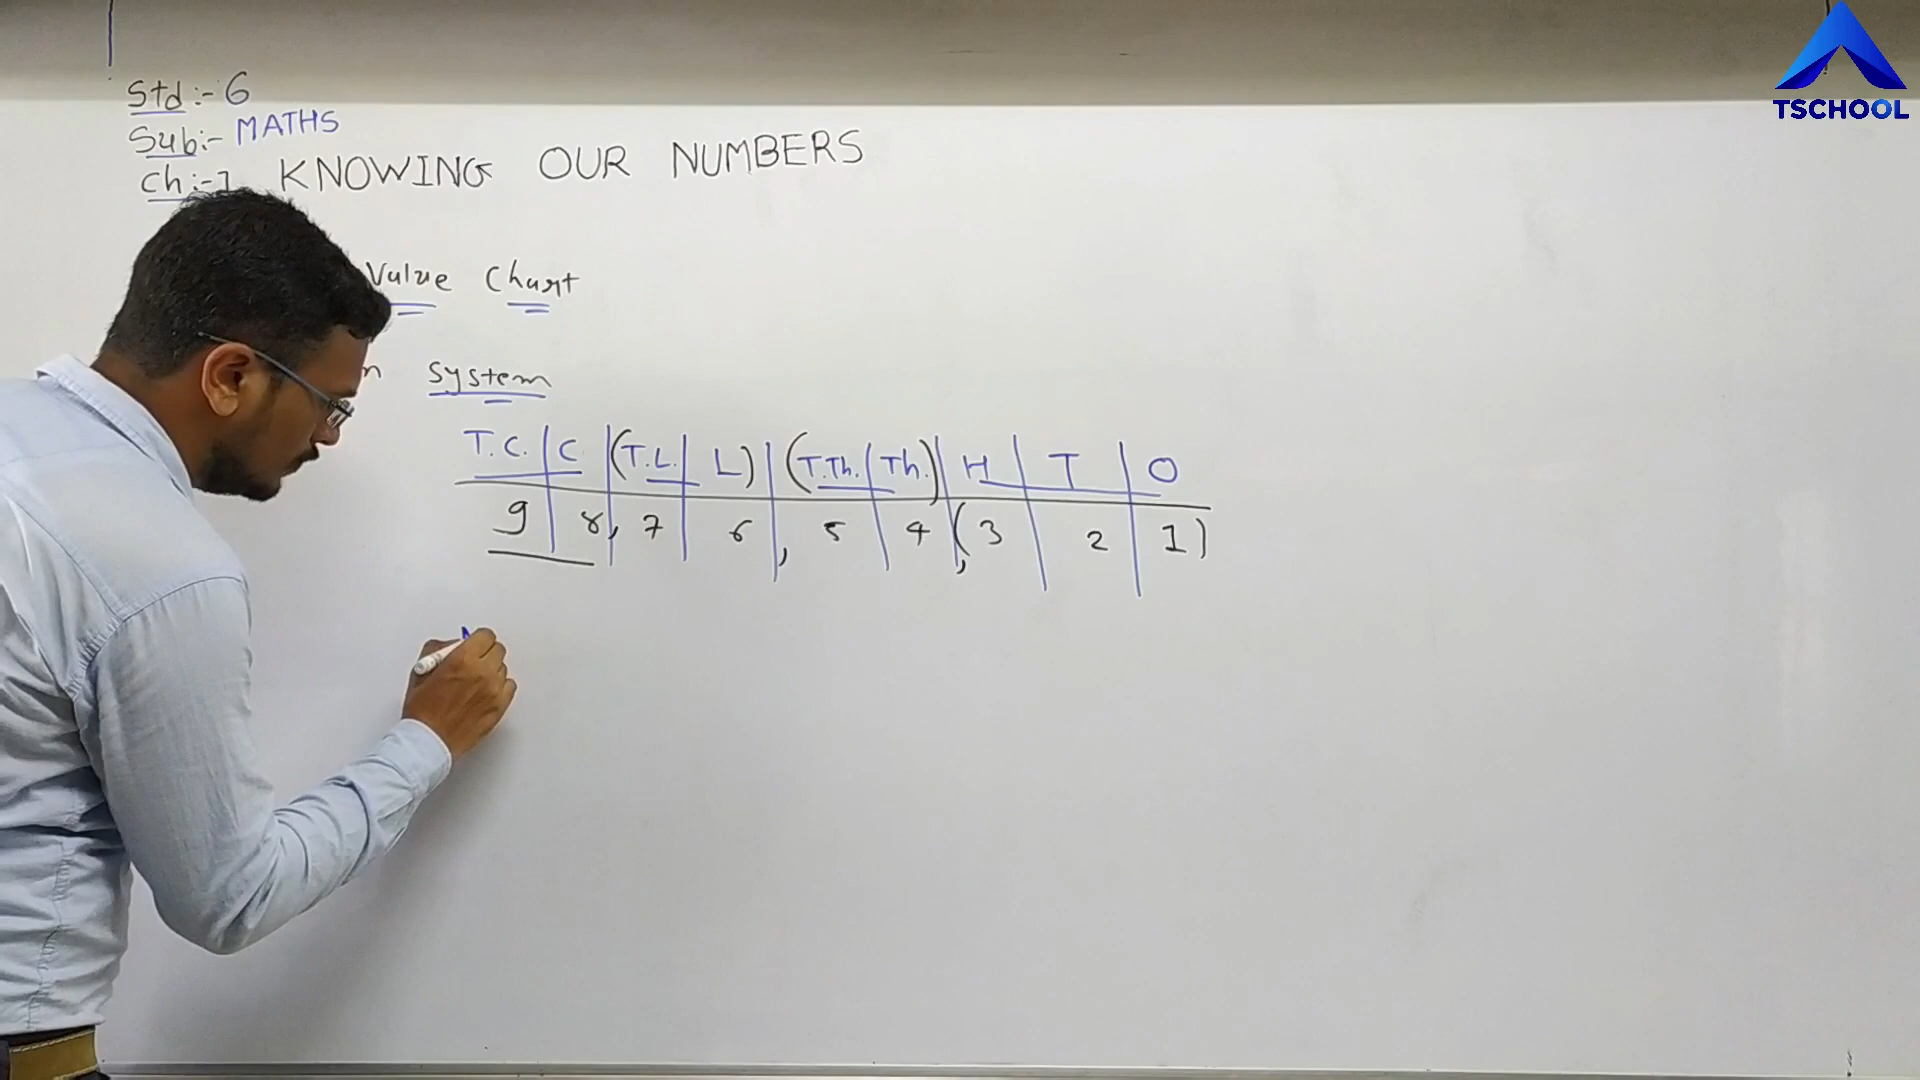 TSCHOOL
Std :- 6
Sub :- MATHS
Ch :- 1 KNOWING OUR NUMBERS
Value Chart
System
T.C. | C. | (T.L. | L) | (T.Th. | Th.) | H | T | O
9 | 8, | 7 | 6 , | 5 | 4 , | (3 | 2 | 1)